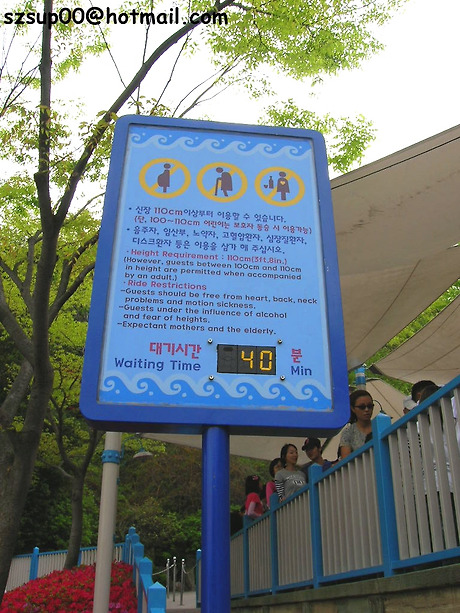 szsup00@hotmail.com
• 신장 110cm이상부터 이용할 수 있습니다.
(단, 100~110cm 어린이는 보호자 동승 시 이용가능)
• 음주자, 임산부, 노약자, 고혈압환자, 심장질환자,
디스크환자 등은 이용을 삼가 해 주십시오.
• Height Requirement : 110cm(3ft.8in.)
(However, guests between 100cm and 110cm
in height are permitted when accompanied
by an adult.)
• Ride Restrictions
-Guests should be free from heart, back, neck
problems and motion sickness.
-Guests under the influence of alcohol
and fear of heights.
-Expectant mothers and the elderly.
대기시간 40 분
Waiting Time Min